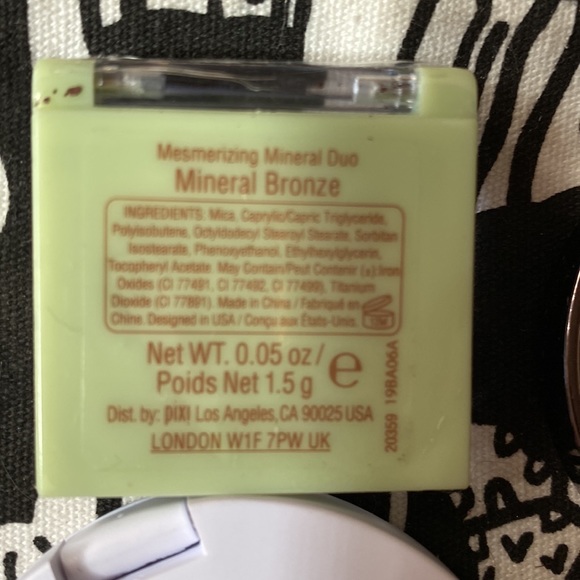 Mesmerizing Mineral Duo
Mineral Bronze
INGREDIENTS: Mica, Caprylic/Capric Triglyceride,
Polyisobutene, Octyldodecyl Stearoyl Stearate, Sorbitan
Isostearate, Phenoxyethanol, Ethylhexylglycerin,
Tocopheryl Acetate. May Contain/Peut Contenir (±):Iron
Oxides (CI 77491, CI 77492, CI 77499), Titanium
Dioxide (CI 77891). Made in China / Fabriqué en
Chine. Designed in USA / Conçu aux États-Unis.
12M
Net WT. 0.05 oz /
Poids Net 1.5 g
e
Dist. by: pixi Los Angeles, CA 90025 USA
LONDON W1F 7PW UK
20359 19BA06A